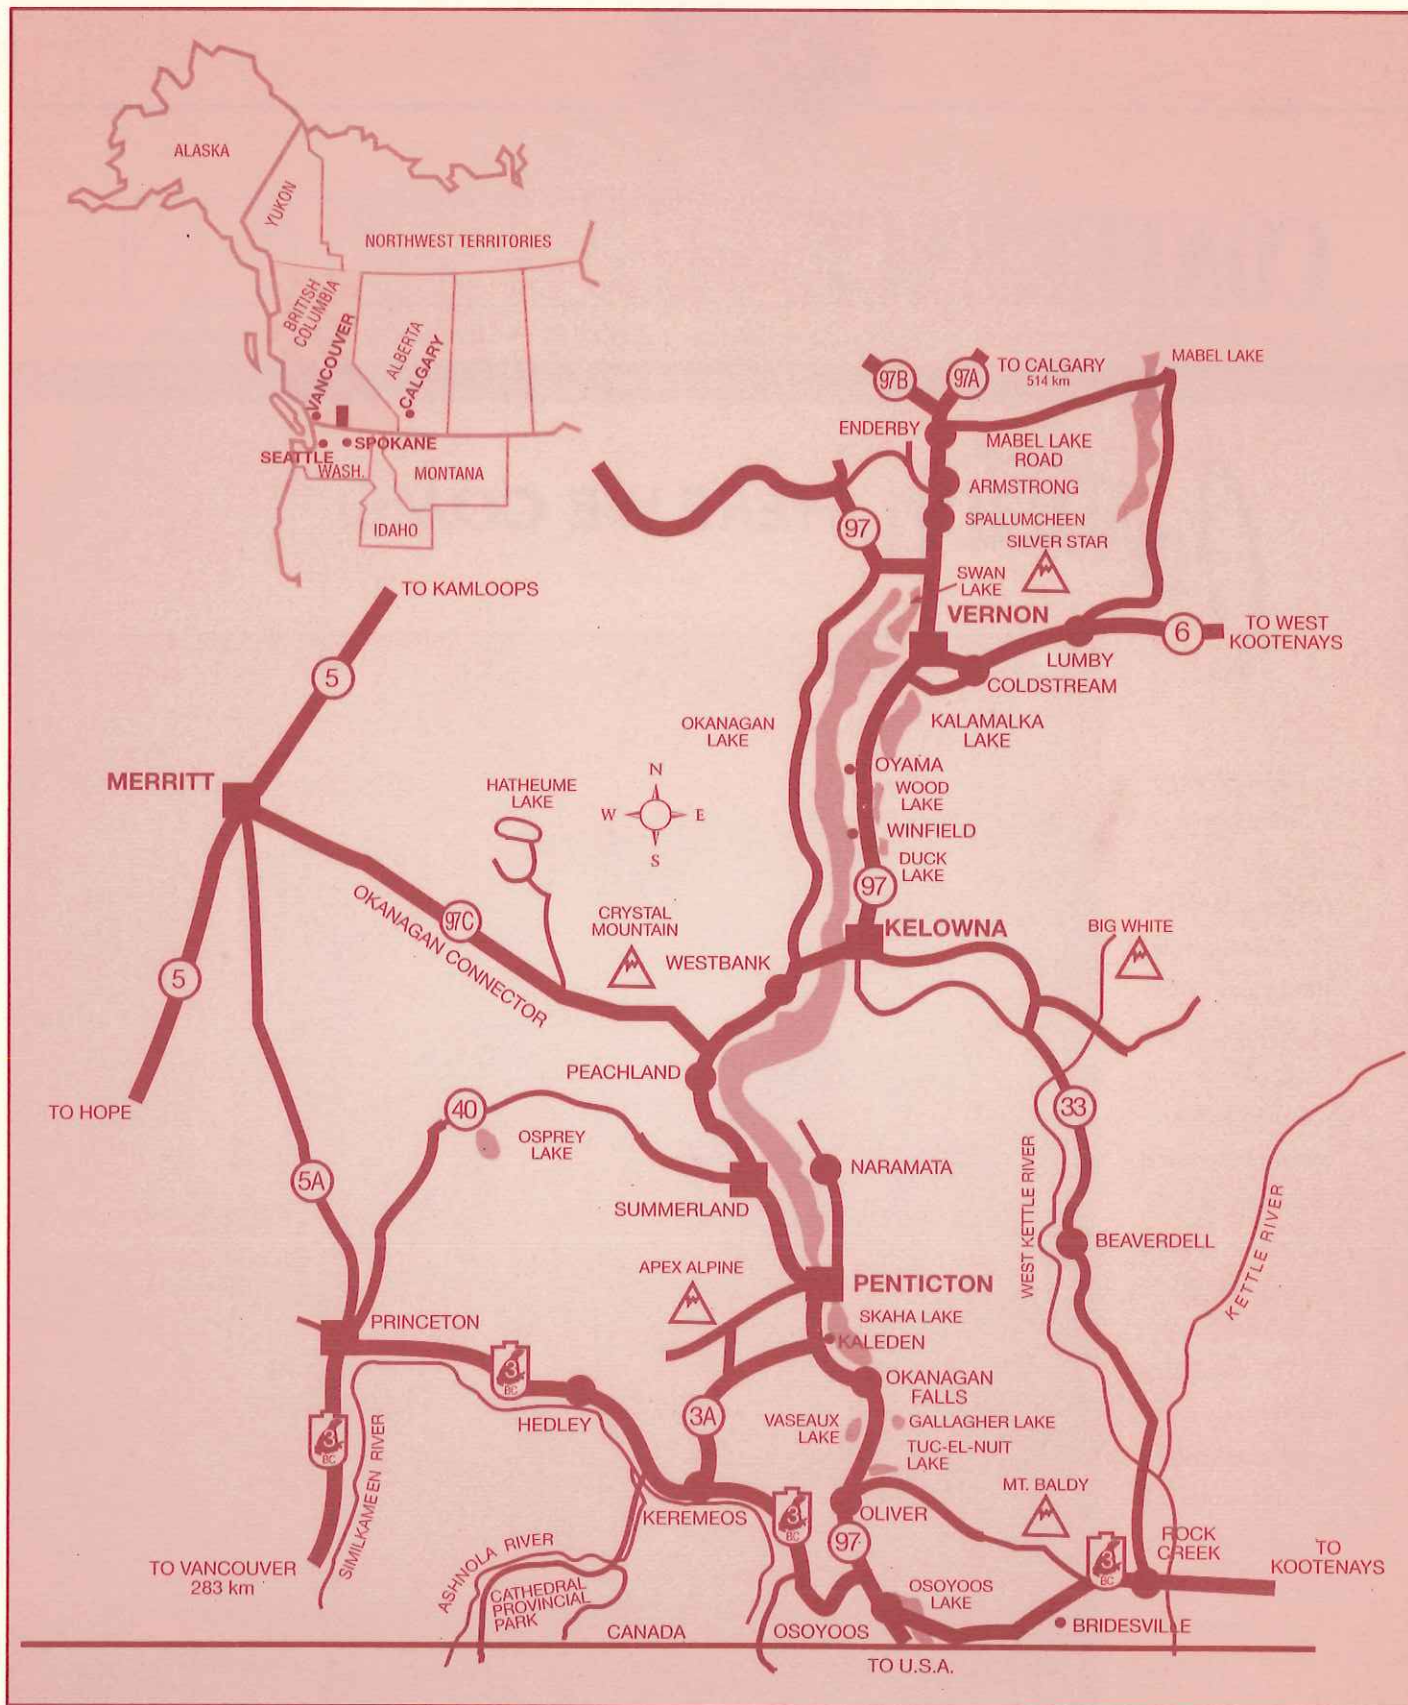 ALASKA
YUKON
NORTHWEST TERRITORIES
BRITISH
COLUMBIA
VANCOUVER
ALBERTA
CALGARY
SEATTLE
SPOKANE
WASH.
MONTANA
IDAHO
97B
97A
TO CALGARY
514 km
MABEL LAKE
ENDERBY
MABEL LAKE
ROAD
ARMSTRONG
SPALLUMCHEEN
97
SILVER STAR
SWAN
LAKE
VERNON
TO KAMLOOPS
6
TO WEST
KOOTENAYS
LUMBY
COLDSTREAM
5
OKANAGAN
LAKE
KALAMALKA
LAKE
OYAMA
MERRITT
HATHEUME
LAKE
N
W
E
S
WOOD
LAKE
WINFIELD
DUCK
LAKE
97
97C
OKANAGAN CONNECTOR
CRYSTAL
MOUNTAIN
WESTBANK
KELOWNA
BIG WHITE
5
PEACHLAND
TO HOPE
40
OSPREY
LAKE
33
5A
NARAMATA
SUMMERLAND
WEST KETTLE RIVER
KETTLE RIVER
BEAVERDELL
APEX ALPINE
PENTICTON
PRINCETON
SKAHA LAKE
KALEDEN
3
BC
OKANAGAN
FALLS
HEDLEY
3A
VASEAUX
LAKE
GALLAGHER LAKE
3
BC
SIMILKAMEEN RIVER
TUC-EL-NUIT
LAKE
MT. BALDY
KEREMEOS
3
BC
OLIVER
97
3
BC
ROCK
CREEK
TO
KOOTENAYS
TO VANCOUVER
283 km
ASHNOLA RIVER
CATHEDRAL
PROVINCIAL
PARK
OSOYOOS
LAKE
CANADA
OSOYOOS
BRIDESVILLE
TO U.S.A.